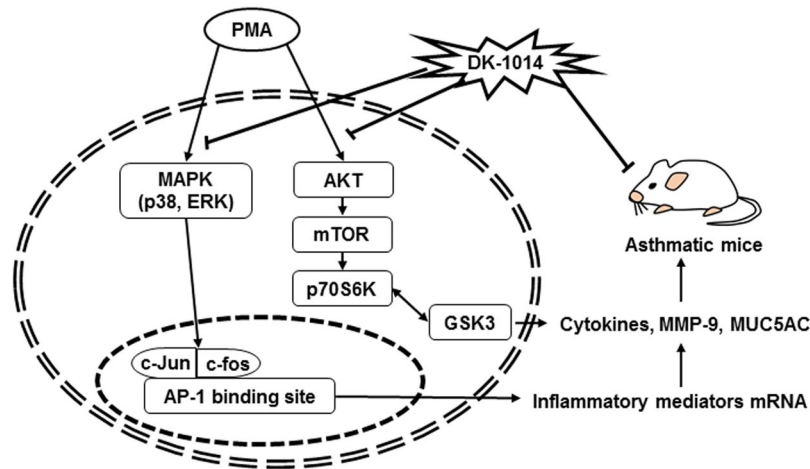 PMA
DK-1014
MAPK
(p38, ERK)
AKT
mTOR
p70S6K
GSK3
Asthmatic mice
Cytokines, MMP-9, MUC5AC
c-Jun
c-fos
AP-1 binding site
Inflammatory mediators mRNA